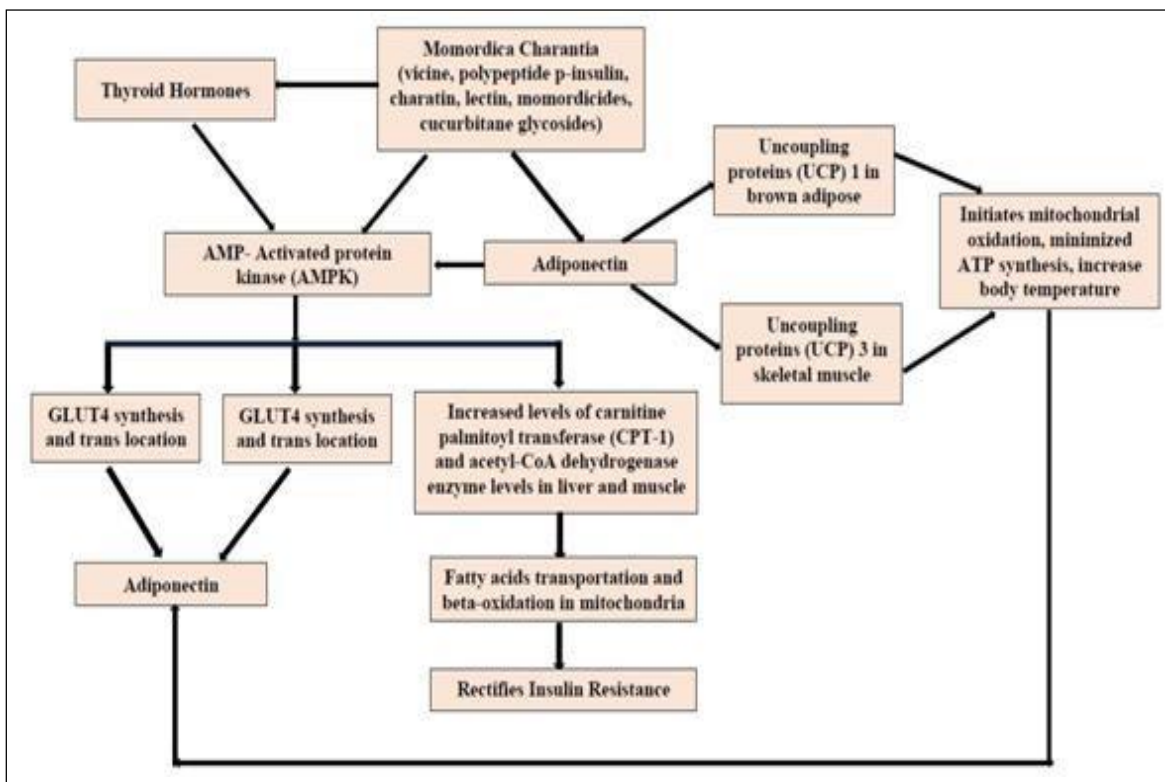 Momordica Charantia
(vicine, polypeptide p-insulin,
charatin, lectin, momordicides,
cucurbitane glycosides)
Thyroid Hormones
Uncoupling
proteins (UCP) 1 in
brown adipose
Initiates mitochondrial
oxidation, minimized
ATP synthesis, increase
body temperature
AMP- Activated protein
kinase (AMPK)
Adiponectin
Uncoupling
proteins (UCP) 3 in
skeletal muscle
GLUT4 synthesis
and trans location
GLUT4 synthesis
and trans location
Increased levels of carnitine
palmitoyl transferase (CPT-1)
and acetyl-CoA dehydrogenase
enzyme levels in liver and muscle
Adiponectin
Fatty acids transportation and
beta-oxidation in mitochondria
Rectifies Insulin Resistance